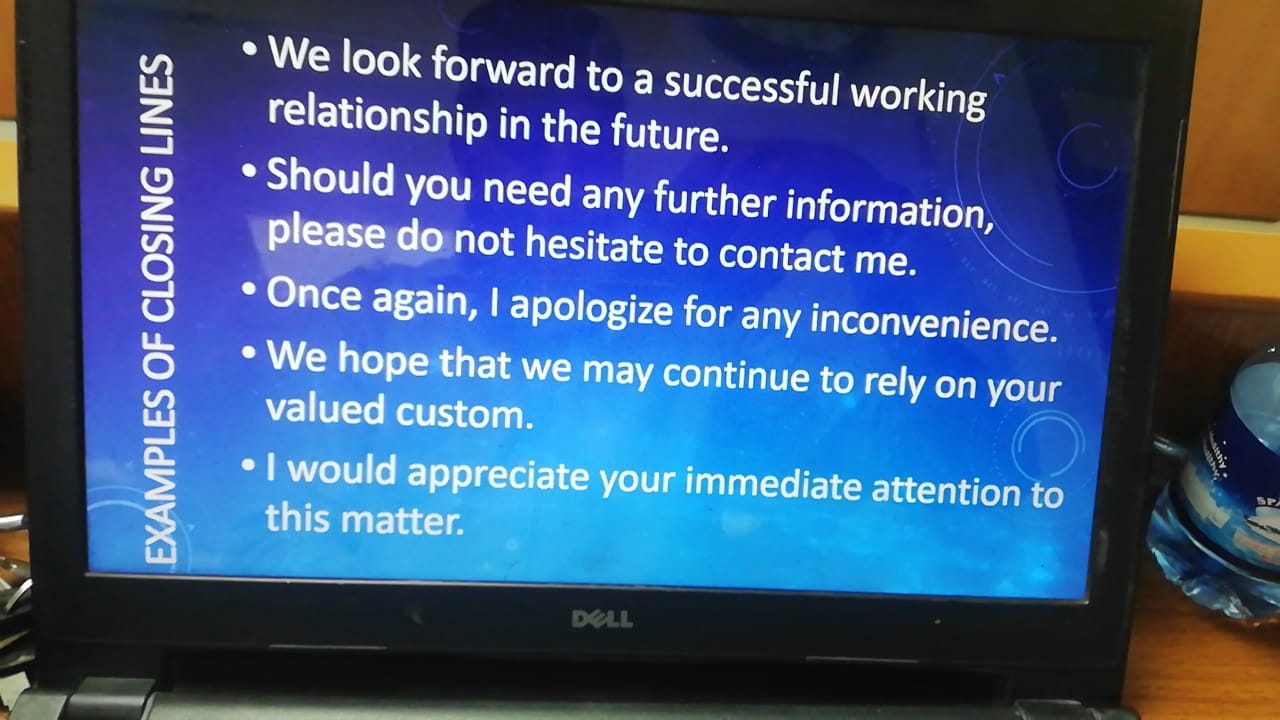 EXAMPLES OF CLOSING LINES
• We look forward to a successful working
relationship in the future.
• Should you need any further information,
please do not hesitate to contact me.
• Once again, I apologize for any inconvenience.
• We hope that we may continue to rely on your
valued custom.
• I would appreciate your immediate attention to
this matter.
DELL